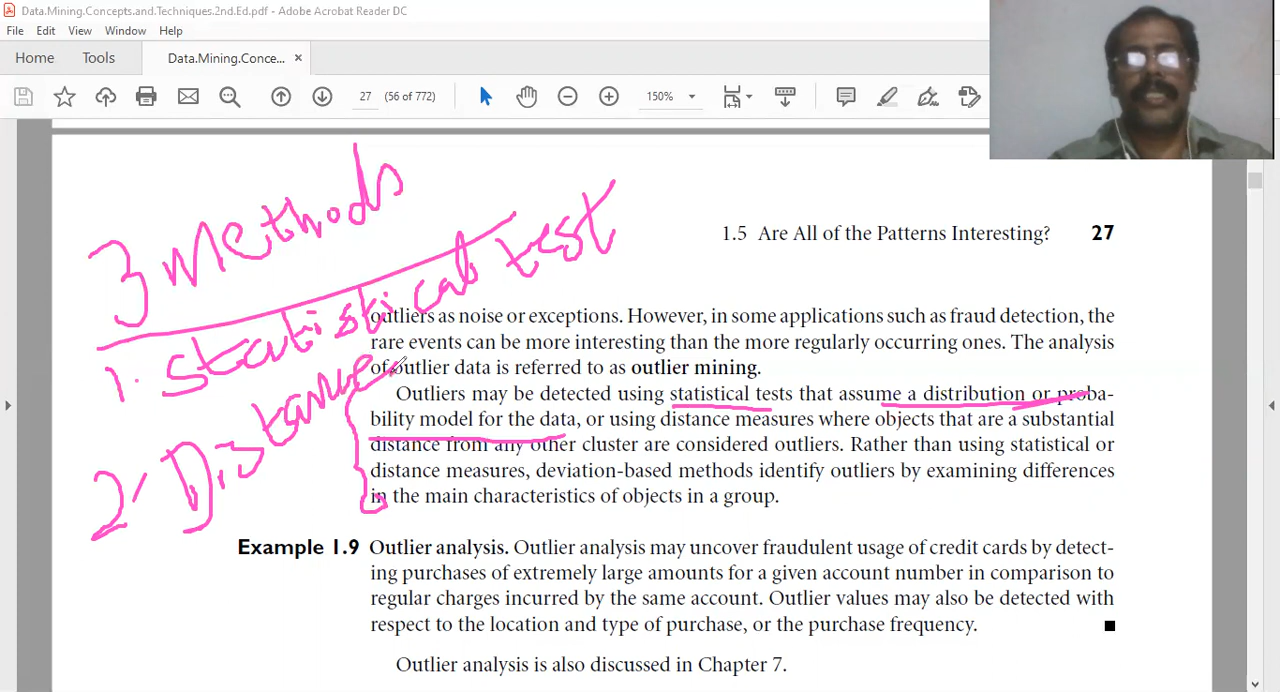 Data.Mining.Concepts.and.Techniques.2nd.Ed.pdf - Adobe Acrobat Reader DC
File Edit View Window Help
Home Tools Data.Mining.Conce... ×
27 (56 of 772) 150%
3 Methods
1.5 Are All of the Patterns Interesting? 27
1. Statistical test
outliers as noise or exceptions. However, in some applications such as fraud detection, the
rare events can be more interesting than the more regularly occurring ones. The analysis
of outlier data is referred to as outlier mining.
2. Distance
Outliers may be detected using statistical tests that assume a distribution or proba-
bility model for the data, or using distance measures where objects that are a substantial
distance from any other cluster are considered outliers. Rather than using statistical or
distance measures, deviation-based methods identify outliers by examining differences
in the main characteristics of objects in a group.
Example 1.9 Outlier analysis. Outlier analysis may uncover fraudulent usage of credit cards by detect-
ing purchases of extremely large amounts for a given account number in comparison to
regular charges incurred by the same account. Outlier values may also be detected with
respect to the location and type of purchase, or the purchase frequency.
Outlier analysis is also discussed in Chapter 7.